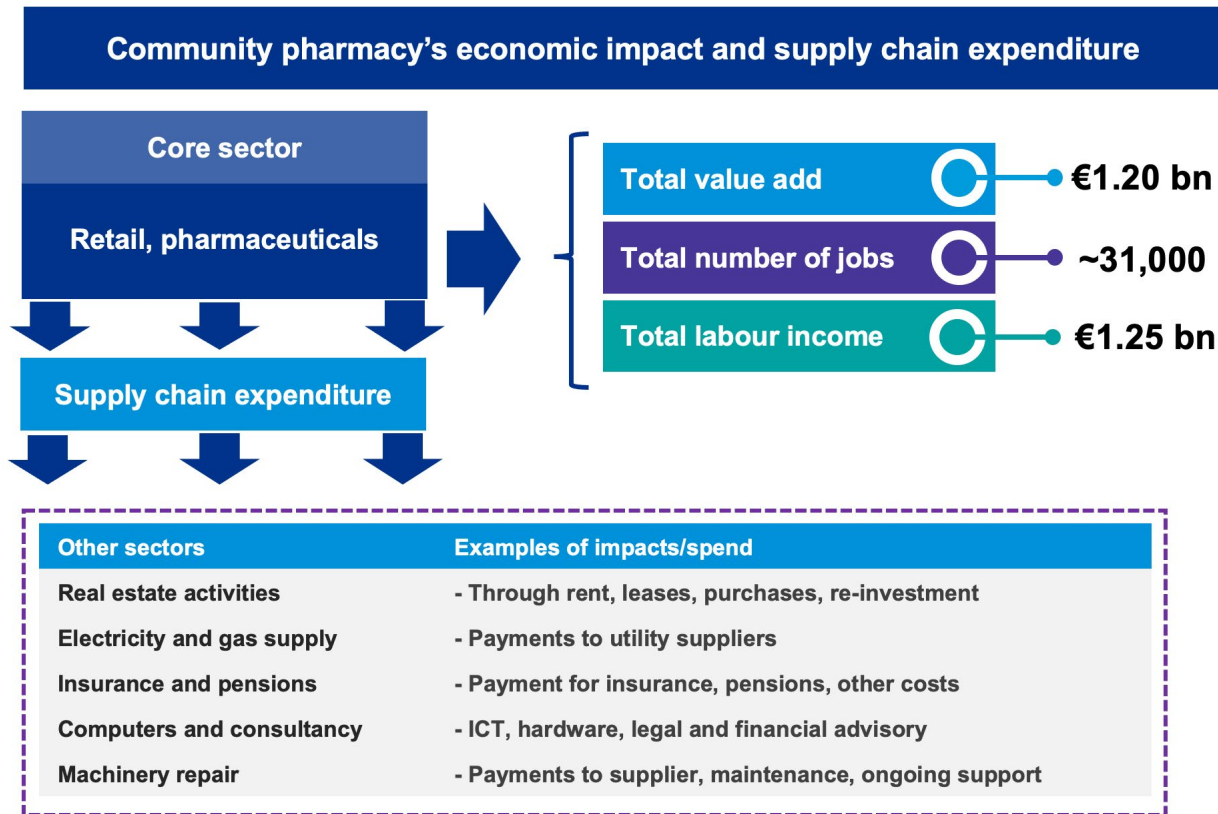 Community pharmacy’s economic impact and supply chain expenditure
Core sector
Retail, pharmaceuticals
Total value add
€1.20 bn
Total number of jobs
~31,000
Total labour income
€1.25 bn
Supply chain expenditure
Other sectors Examples of impacts/spend
Real estate activities - Through rent, leases, purchases, re-investment
Electricity and gas supply - Payments to utility suppliers
Insurance and pensions - Payment for insurance, pensions, other costs
Computers and consultancy - ICT, hardware, legal and financial advisory
Machinery repair - Payments to supplier, maintenance, ongoing support